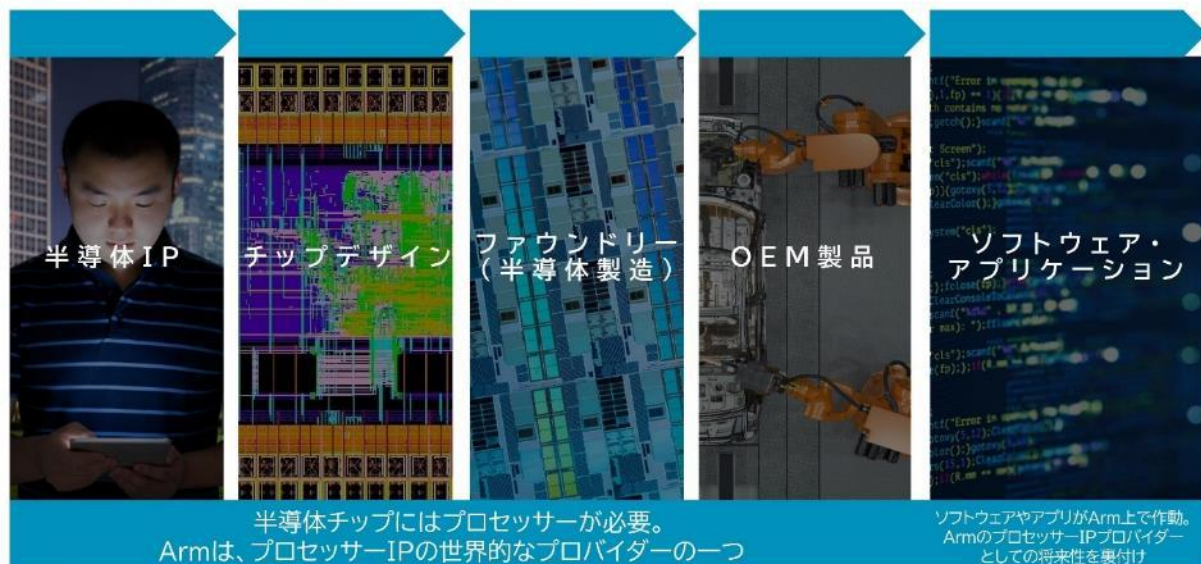 半導体IP
チップデザイン
ファウンドリー
(半導体製造)
OEM製品
ソフトウェア・
アプリケーション
半導体チップにはプロセッサーが必要。
Armは、プロセッサーIPの世界的なプロバイダーの一つ
ソフトウェアやアプリがArm上で作動。
ArmのプロセッサーIPプロバイダー
としての将来性を裏付け